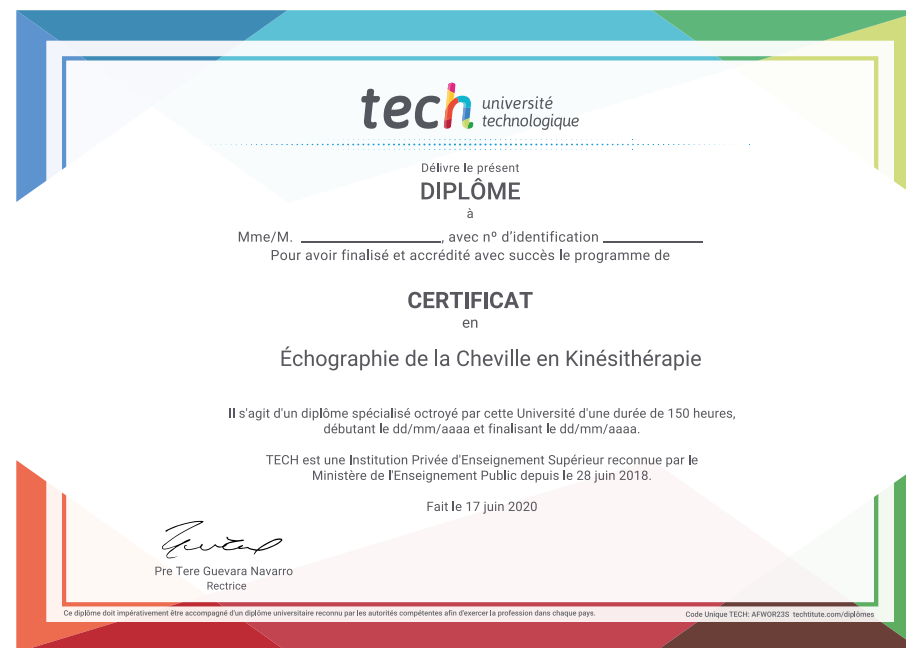 tech université
technologique
Délivre le présent
DIPLÔME
à
Mme/M. ____________________, avec nº d'identification ______________
Pour avoir finalisé et accrédité avec succès le programme de
CERTIFICAT
en
Échographie de la Cheville en Kinésithérapie
Il s'agit d'un diplôme spécialisé octroyé par cette Université d'une durée de 150 heures,
débutant le dd/mm/aaaa et finalisant le dd/mm/aaaa.
TECH est une Institution Privée d'Enseignement Supérieur reconnue par le
Ministère de l'Enseignement Public depuis le 28 juin 2018.
Fait le 17 juin 2020
Pre Tere Guevara Navarro
Rectrice
Ce diplôme doit impérativement être accompagné d'un diplôme universitaire reconnu par les autorités compétentes afin d'exercer la profession dans chaque pays.
Code Unique TECH: AFWOR23S techtitute.com/diplômes